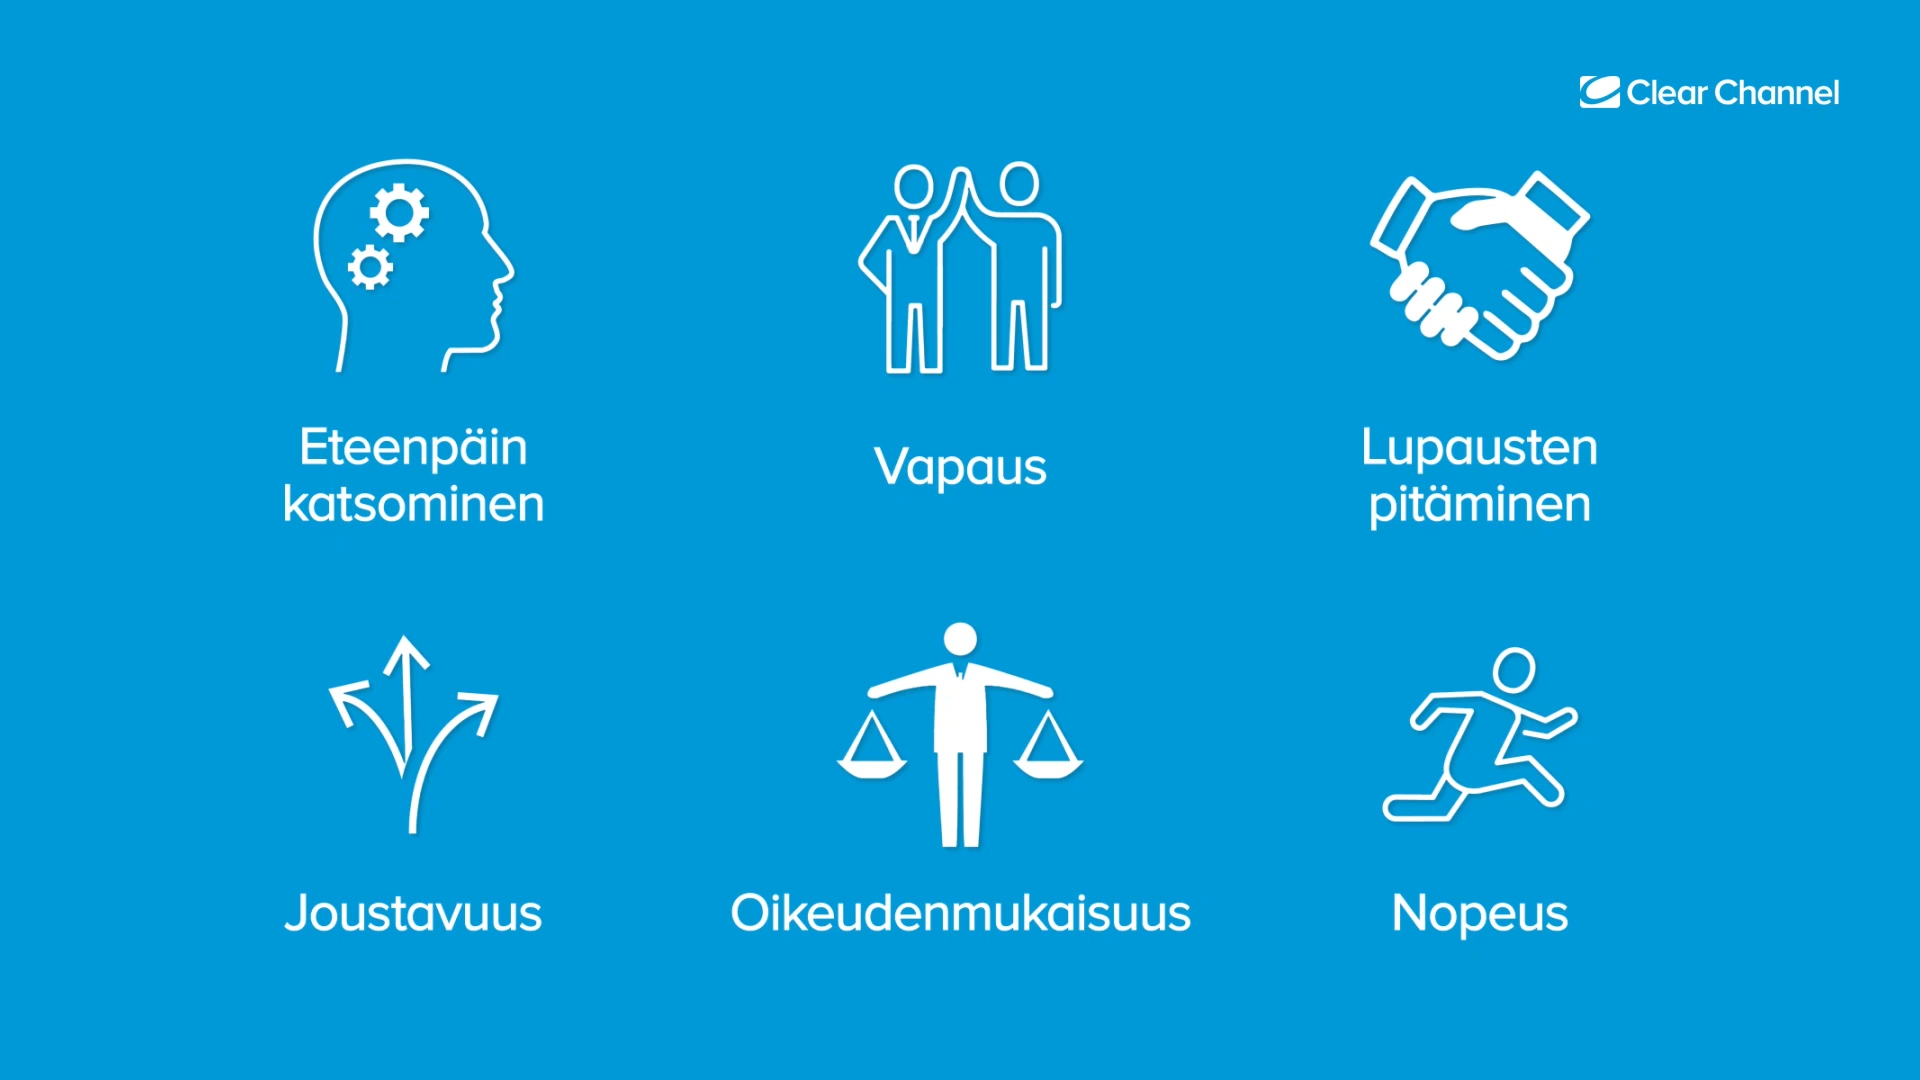 Clear Channel
Eteenpäin
katsominen
Vapaus
Lupausten
pitäminen
Joustavuus
Oikeudenmukaisuus
Nopeus